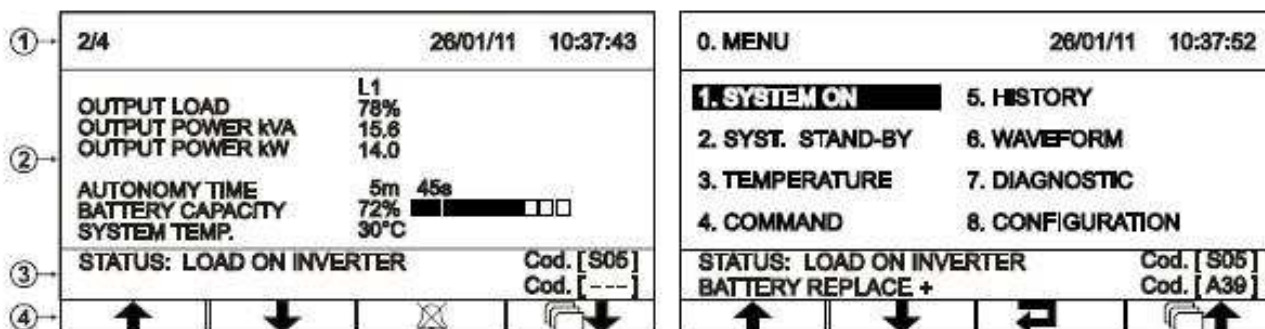 ① 2/4 26/01/11 10:37:43
L1
OUTPUT LOAD 78%
OUTPUT POWER kVA 15.6
OUTPUT POWER kW 14.0
②
AUTONOMY TIME 5m 45s
BATTERY CAPACITY 72%
SYSTEM TEMP. 30°C
③ STATUS: LOAD ON INVERTER Cod. [S05]
Cod. [---]
④
0. MENU 26/01/11 10:37:52
1. SYSTEM ON 5. HISTORY
2. SYST. STAND-BY 6. WAVEFORM
3. TEMPERATURE 7. DIAGNOSTIC
4. COMMAND 8. CONFIGURATION
STATUS: LOAD ON INVERTER Cod. [S05]
BATTERY REPLACE + Cod. [A39]